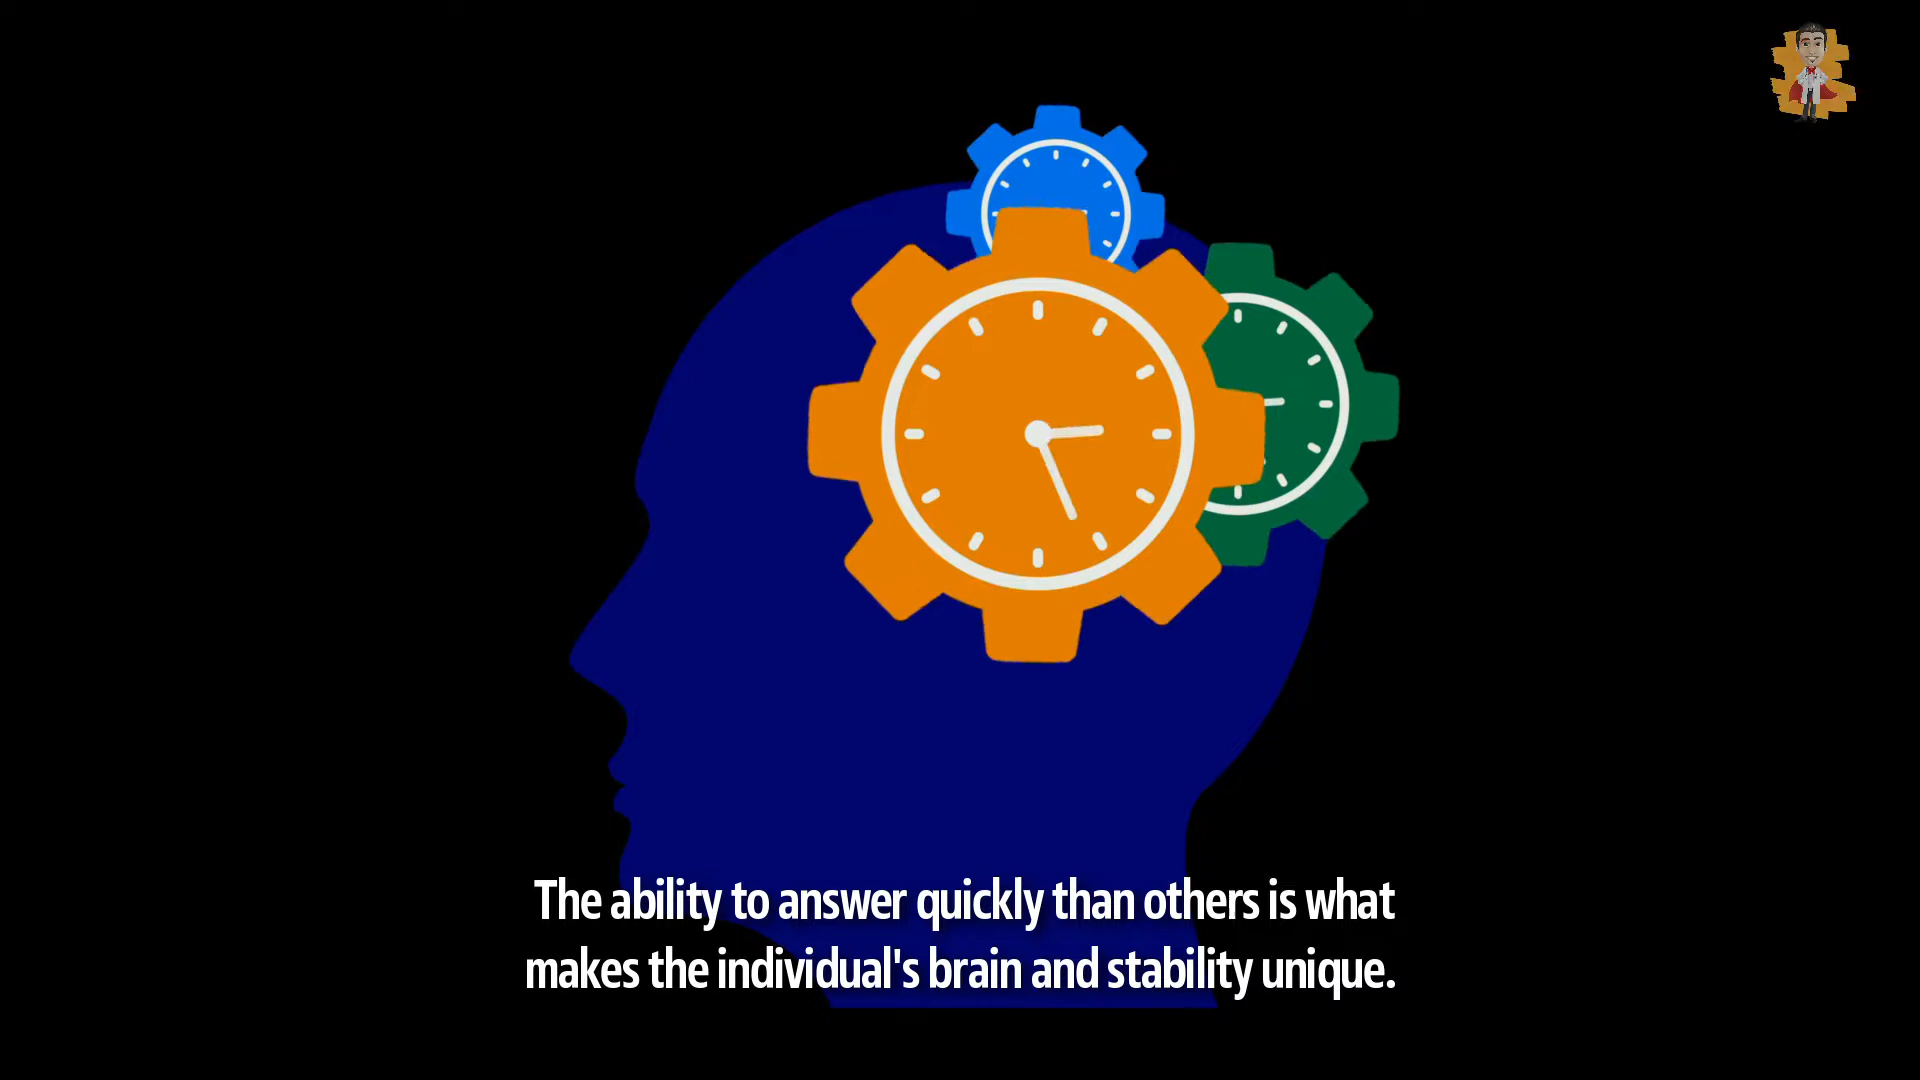 The ability to answer quickly than others is what
makes the individual's brain and stability unique.